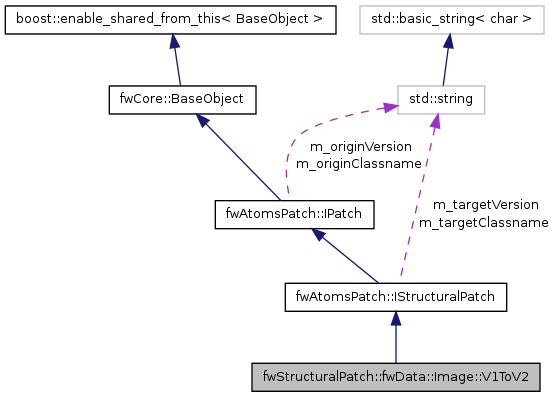 boost::enable_shared_from_this< BaseObject >
std::basic_string< char >
fwCore::BaseObject
std::string
m_originVersion
m_originClassname
m_targetVersion
m_targetClassname
fwAtomsPatch::IPatch
fwAtomsPatch::IStructuralPatch
fwStructuralPatch::fwData::Image::V1ToV2